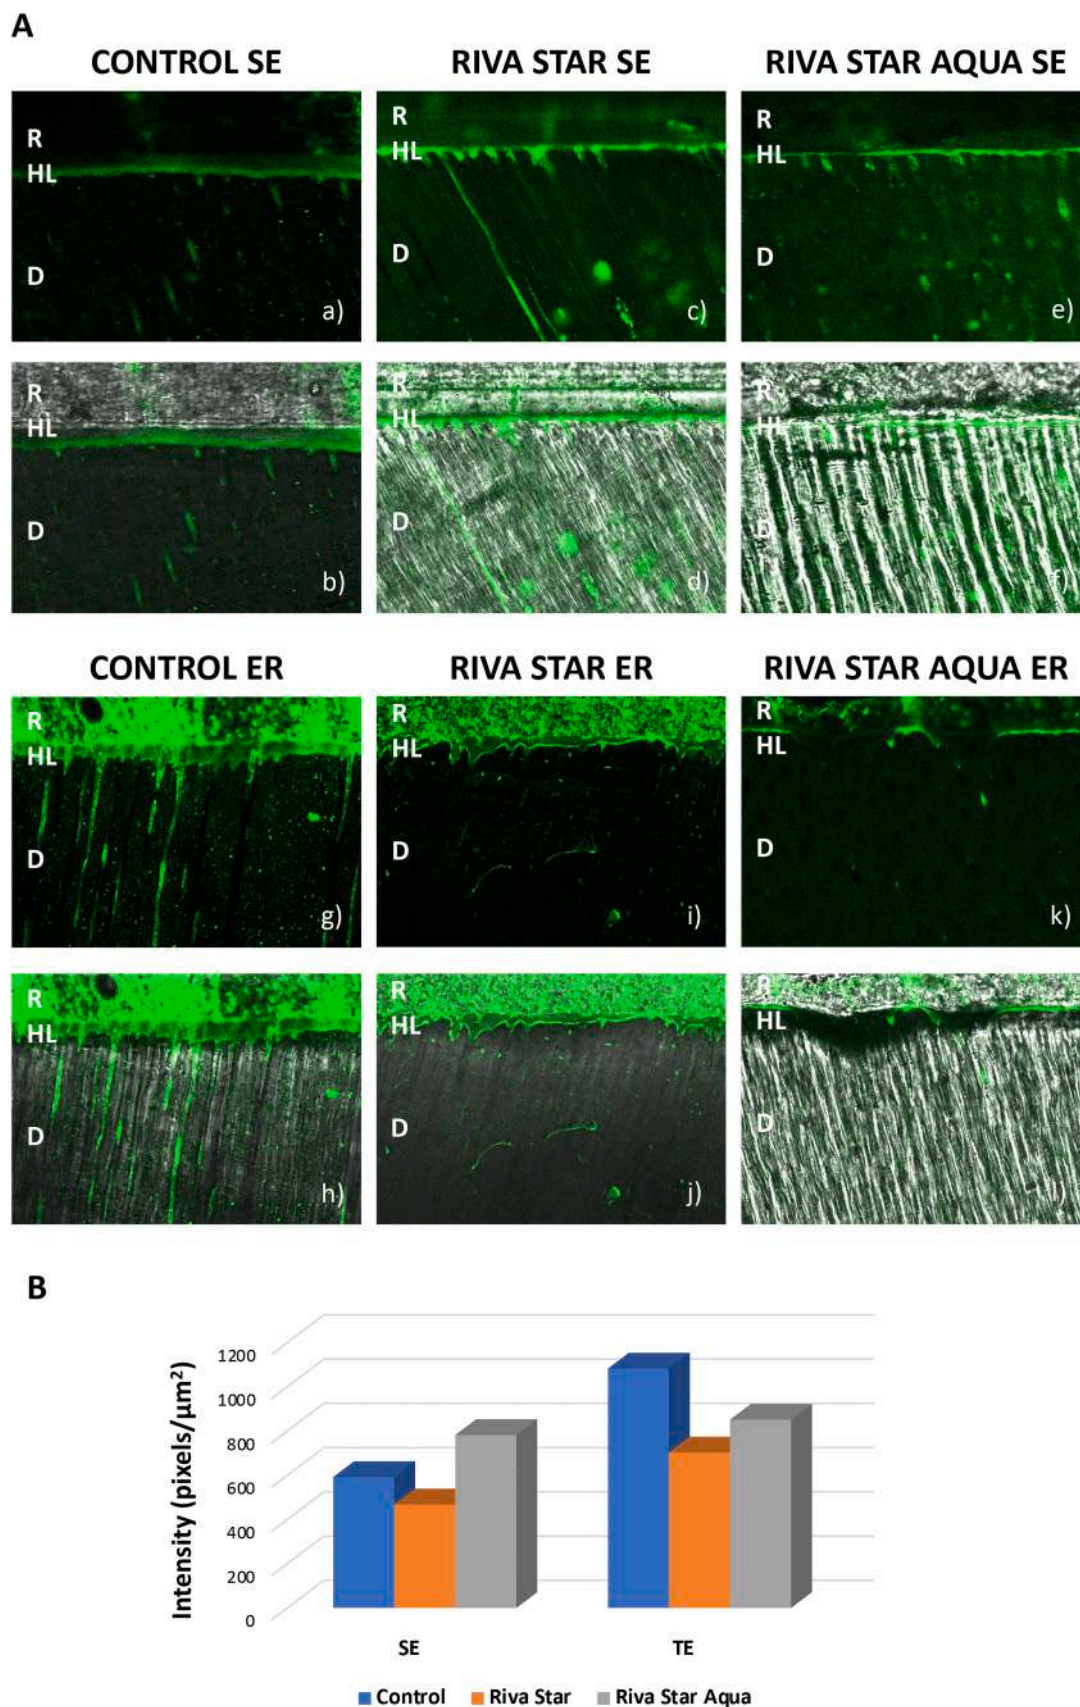 A
CONTROL SE RIVA STAR SE RIVA STAR AQUA SE
R R R
HL HL HL
D D D
a) c) e)
R R R
HL HL HL
D D D
b) d) f)
CONTROL ER RIVA STAR ER RIVA STAR AQUA ER
R R R
HL HL HL
D D D
g) i) k)
R R R
HL HL HL
D D D
h) j) l)
B
Intensity (pixels/µm²)
1200
1000
800
600
400
200
0
SE TE
Control Riva Star Riva Star Aqua